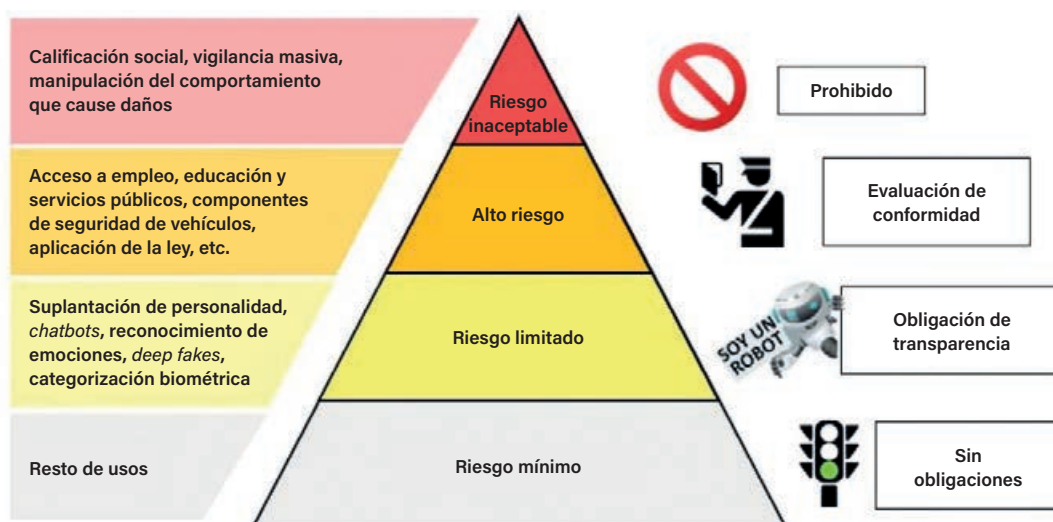 Calificación social, vigilancia masiva,
manipulación del comportamiento
que cause daños
Riesgo
inaceptable
Prohibido
Acceso a empleo, educación y
servicios públicos, componentes
de seguridad de vehículos,
aplicación de la ley, etc.
Alto riesgo
Evaluación de
conformidad
Suplantación de personalidad,
chatbots, reconocimiento de
emociones, deep fakes,
categorización biométrica
Riesgo limitado
SOY UN
ROBOT
Obligación de
transparencia
Resto de usos
Riesgo mínimo
Sin
obligaciones